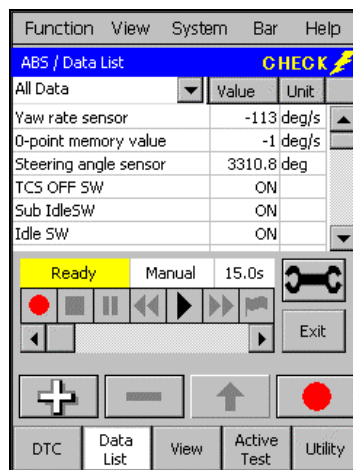 Function View System Bar Help
ABS / Data List CHECK
All Data Value Unit
Yaw rate sensor -113 deg/s
0-point memory value -1 deg/s
Steering angle sensor 3310.8 deg
TCS OFF SW ON
Sub IdleSW ON
Idle SW ON
Ready Manual 15.0s
Exit
DTC Data List View Active Test Utility